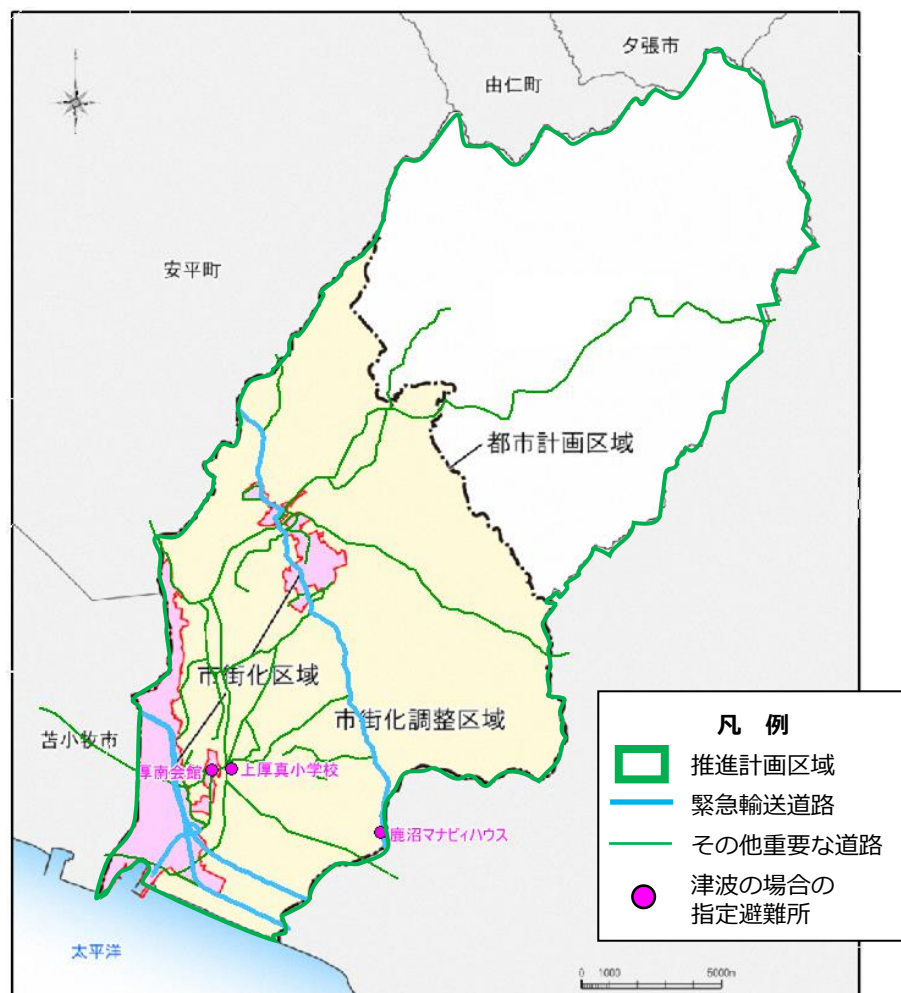 夕張市
由仁町
安平町
都市計画区域
市街化区域
市街化調整区域
苫小牧市
厚南会館
上厚真小学校
鹿沼マナビィハウス
太平洋
凡 例
推進計画区域
緊急輸送道路
その他重要な道路
津波の場合の
指定避難所
0 1000 5000m